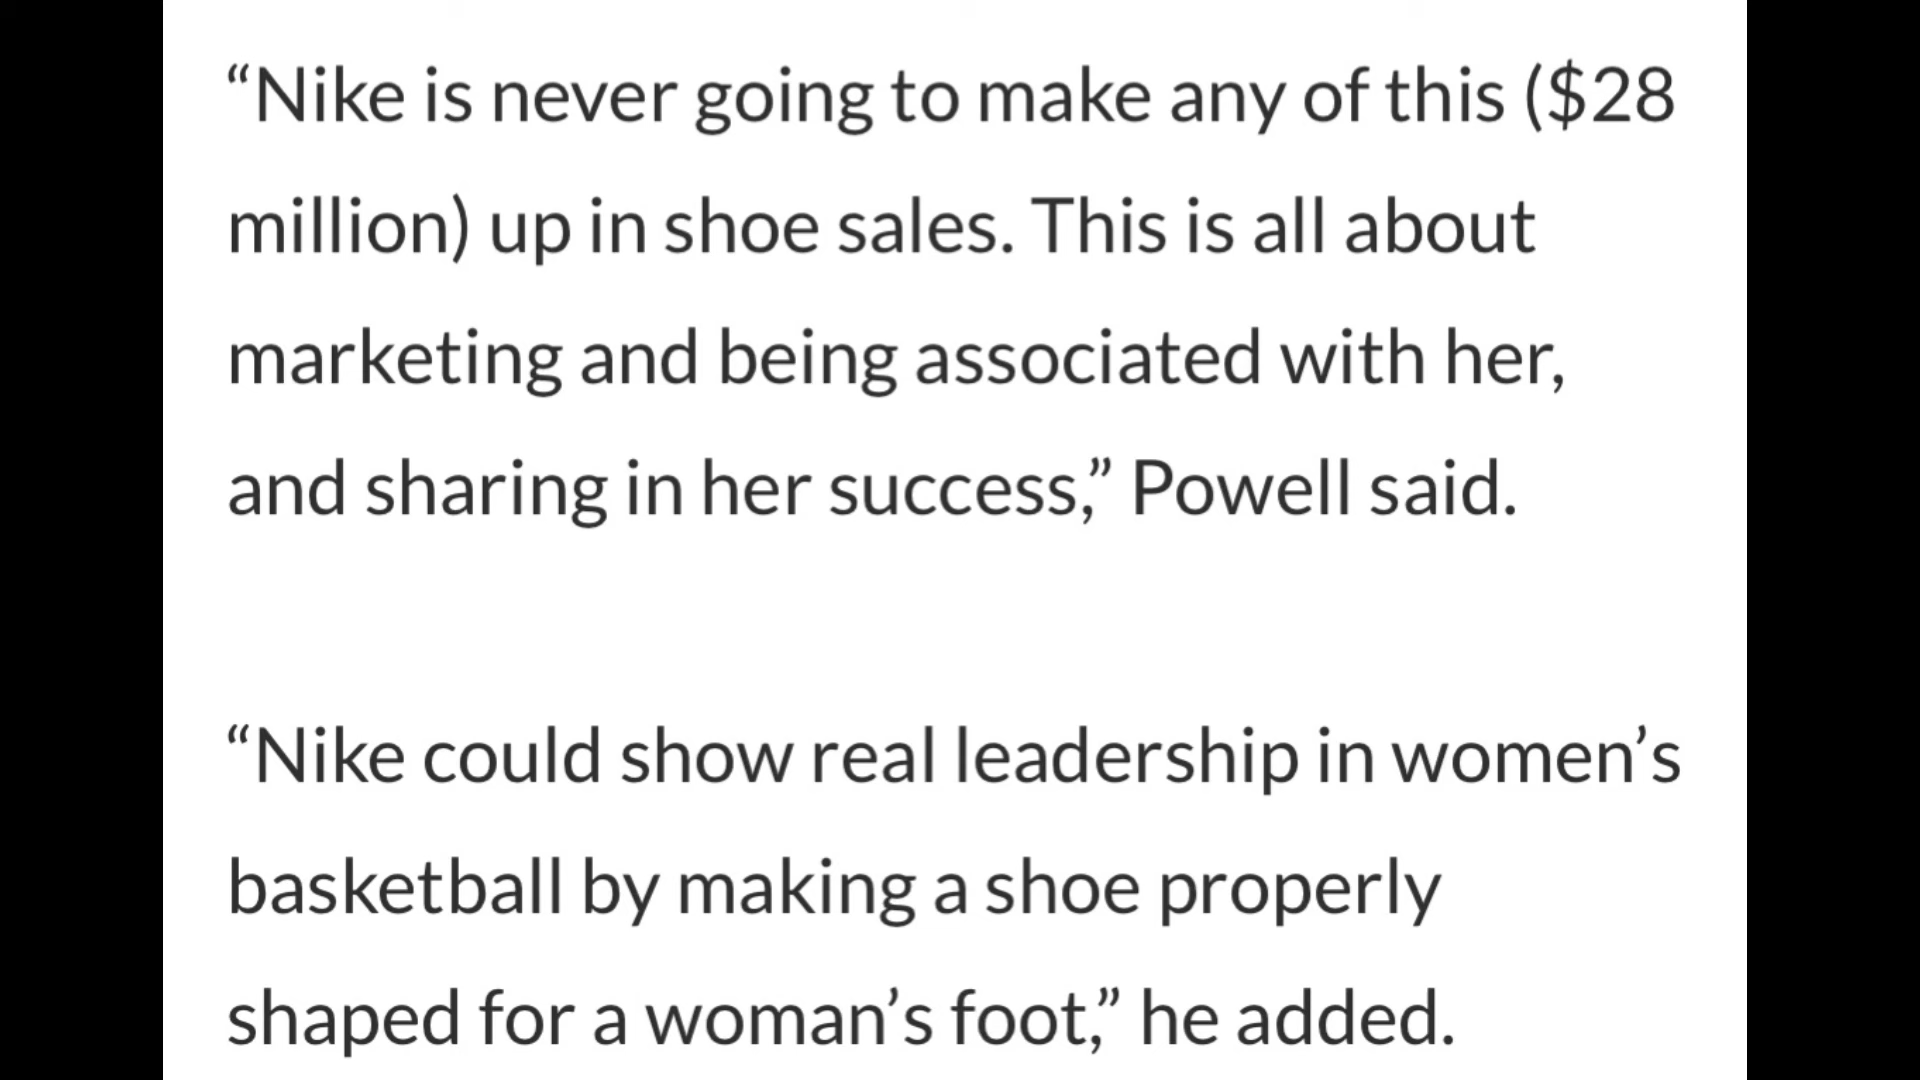 “Nike is never going to make any of this ($28
million) up in shoe sales. This is all about
marketing and being associated with her,
and sharing in her success,” Powell said.
“Nike could show real leadership in women’s
basketball by making a shoe properly
shaped for a woman’s foot,” he added.